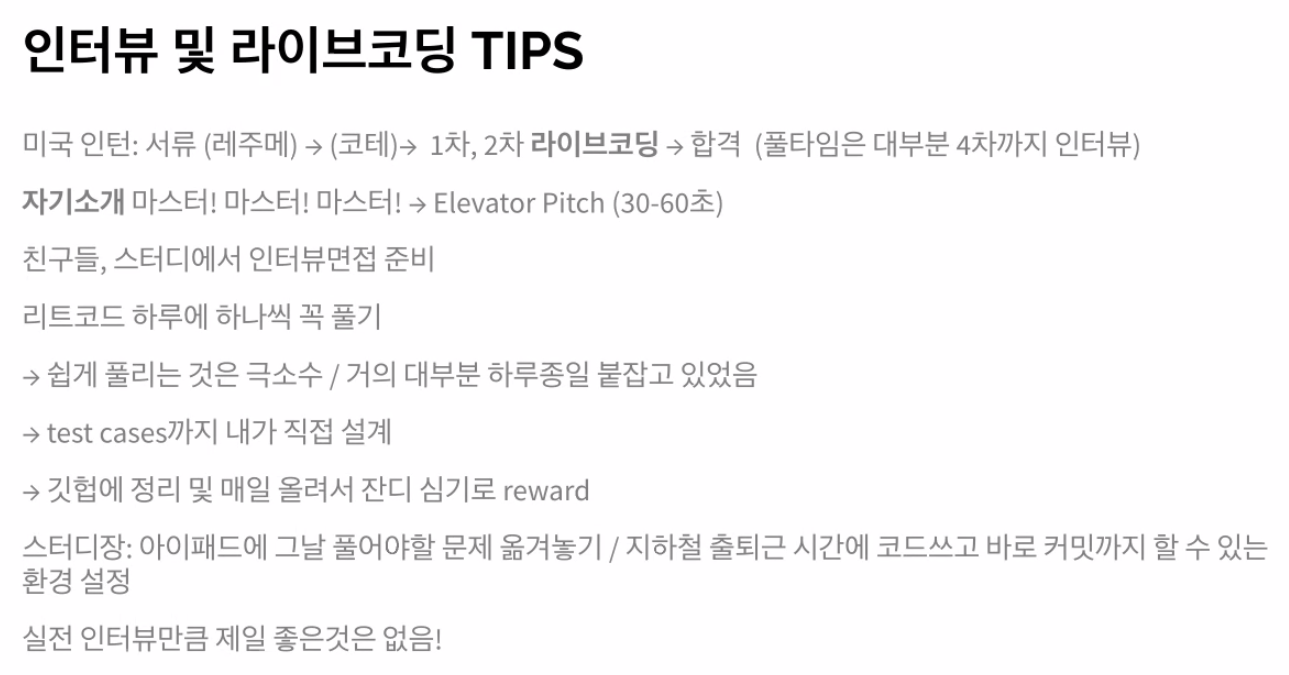 인터뷰 및 라이브코딩 TIPS
미국 인턴: 서류 (레주메) → (코테)→ 1차, 2차 라이브코딩 → 합격 (풀타임은 대부분 4차까지 인터뷰)
자기소개 마스터! 마스터! 마스터! → Elevator Pitch (30-60초)
친구들, 스터디에서 인터뷰면접 준비
리트코드 하루에 하나씩 꼭 풀기
→ 쉽게 풀리는 것은 극소수 / 거의 대부분 하루종일 붙잡고 있었음
→ test cases까지 내가 직접 설계
→ 깃헙에 정리 및 매일 올려서 잔디 심기로 reward
스터디장: 아이패드에 그날 풀어야할 문제 옮겨놓기 / 지하철 출퇴근 시간에 코드쓰고 바로 커밋까지 할 수 있는
환경 설정
실전 인터뷰만큼 제일 좋은것은 없음!